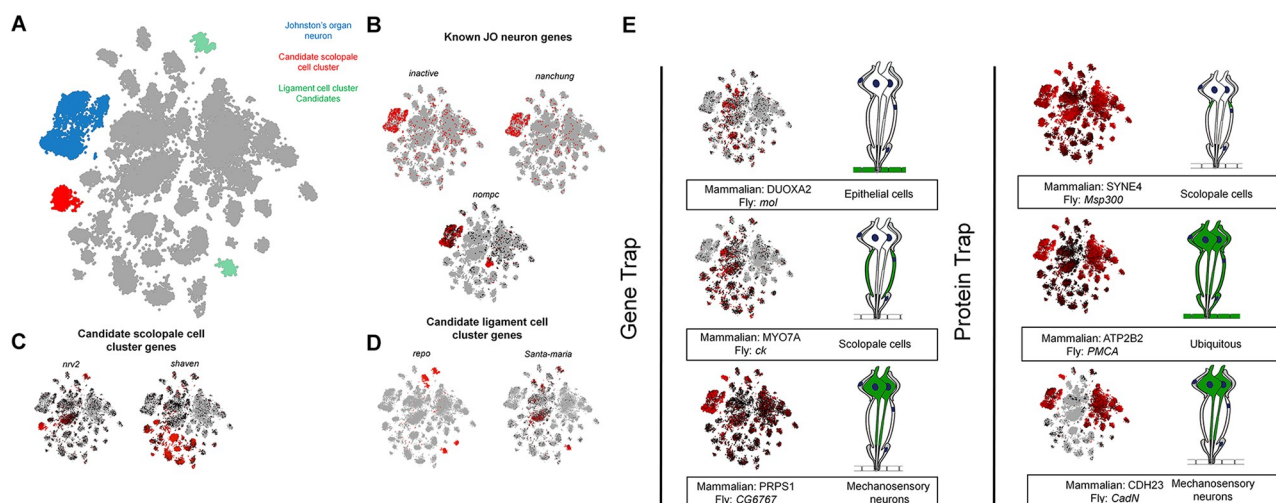 A
Johnston's organ
neuron
Candidate scolopale
cell cluster
Ligament cell cluster
Candidates
B
Known JO neuron genes
inactive
nanchung
nompc
C
Candidate scolopale cell
cluster genes
nrv2
shaven
D
Candidate ligament cell
cluster genes
repo
Santa-maria
E
Gene Trap
Mammalian: DUOXA2
Fly: mol
Epithelial cells
Mammalian: MYO7A
Fly: ck
Scolopale cells
Mammalian: PRPS1
Fly: CG6767
Mechanosensory
neurons
Protein Trap
Mammalian: SYNE4
Fly: Msp300
Scolopale cells
Mammalian: ATP2B2
Fly: PMCA
Ubiquitous
Mammalian: CDH23
Fly: CadN
Mechanosensory
neurons